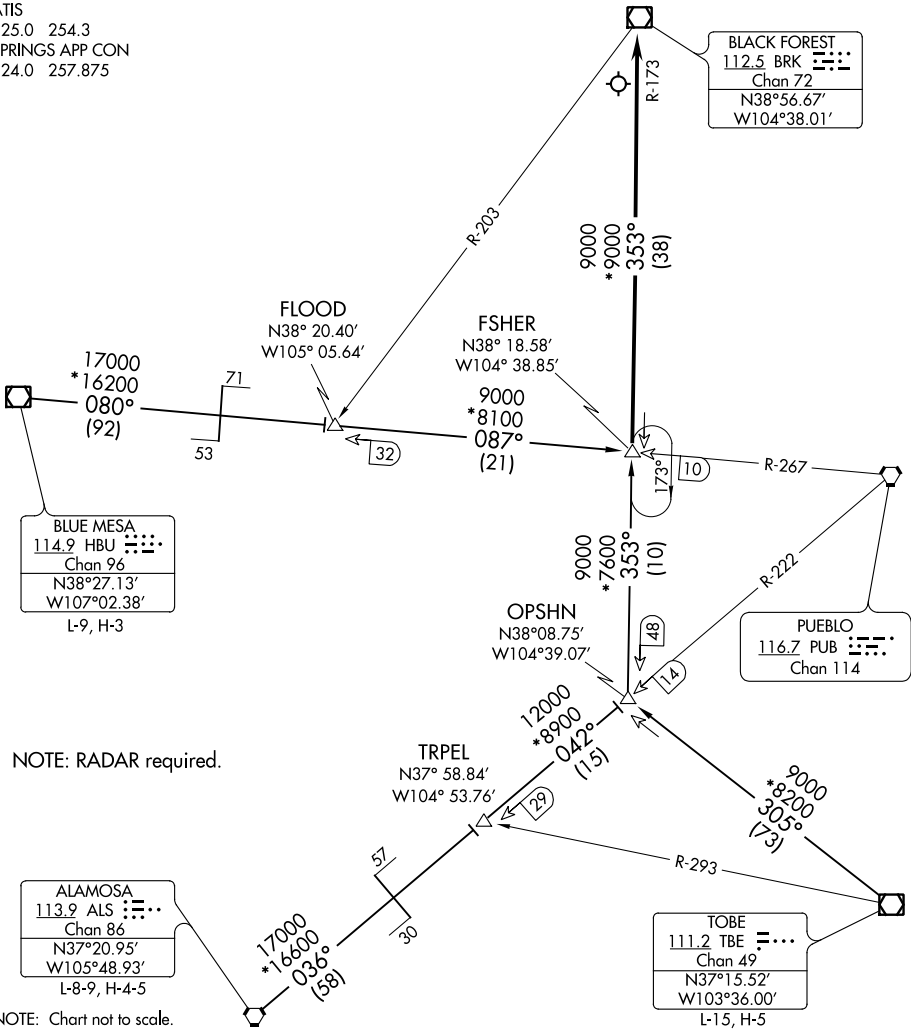 ATIS
25.0 254.3
PRINGS APP CON
24.0 257.875
BLACK FOREST
112.5 BRK
Chan 72
N38°56.67'
W104°38.01'
R-173
R-203
9000
*9000
353°
(38)
FLOOD
N38° 20.40'
W105° 05.64'
FSHER
N38° 18.58'
W104° 38.85'
17000
*16200
080°
(92)
71
53
32
9000
*8100
087°
(21)
173°
10
R-267
BLUE MESA
114.9 HBU
Chan 96
N38°27.13'
W107°02.38'
L-9, H-3
9000
*7600
353°
(10)
R-222
OPSHN
N38°08.75'
W104°39.07'
48
14
PUEBLO
116.7 PUB
Chan 114
NOTE: RADAR required.
12000
*8900
042°
(15)
TRPEL
N37° 58.84'
W104° 53.76'
29
9000
*8200
305°
(73)
R-293
57
30
ALAMOSA
113.9 ALS
Chan 86
N37°20.95'
W105°48.93'
L-8-9, H-4-5
17000
*16600
036°
(58)
TOBE
111.2 TBE
Chan 49
N37°15.52'
W103°36.00'
L-15, H-5
NOTE: Chart not to scale.